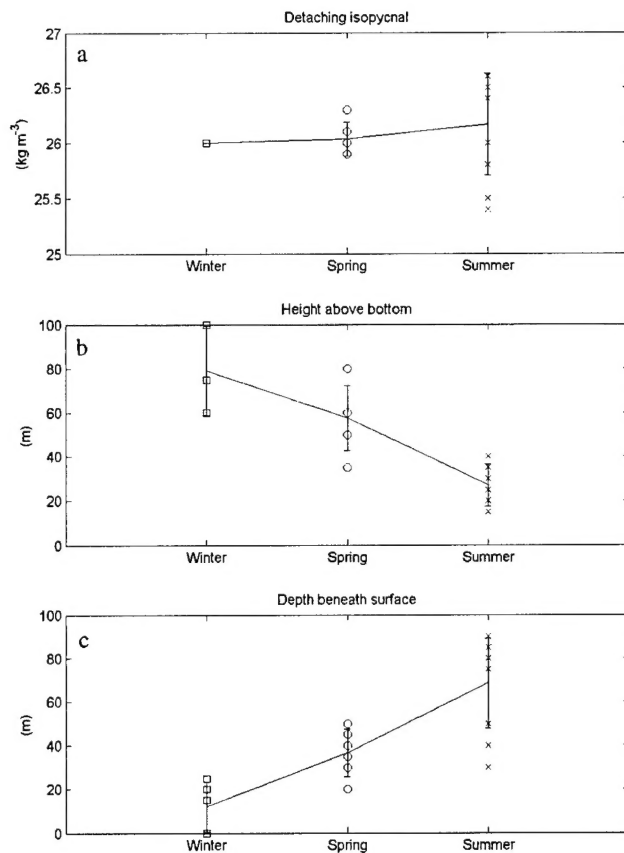 Detaching isopycnal
a
27
26.5
26
25.5
25
(kg m⁻³)
Winter Spring Summer
Height above bottom
b
100
80
60
40
20
0
(m)
Winter Spring Summer
Depth beneath surface
c
100
80
60
40
20
0
(m)
Winter Spring Summer